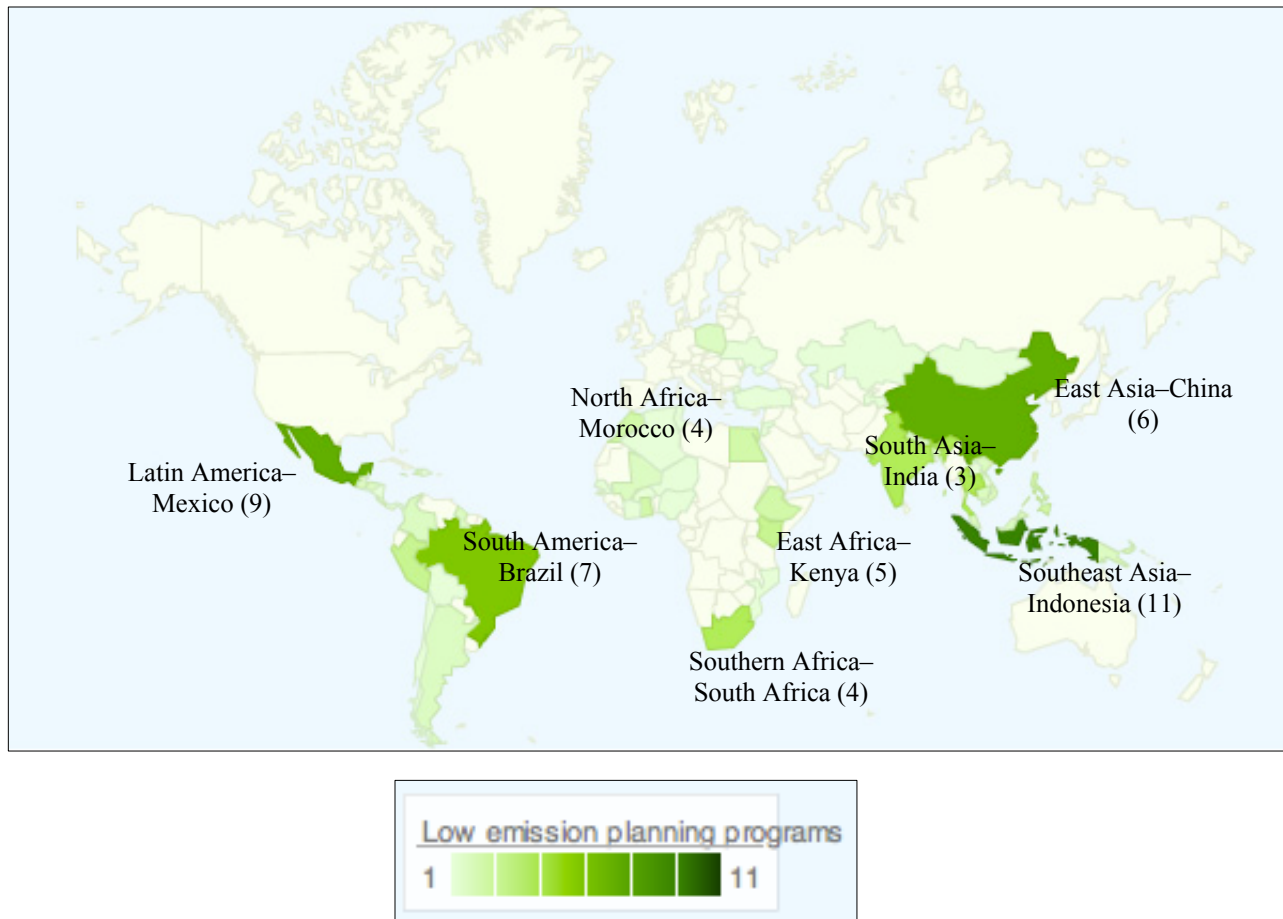 North Africa–
Morocco (4)
East Asia–China
(6)
South Asia–
India (3)
Latin America–
Mexico (9)
South America–
Brazil (7)
East Africa–
Kenya (5)
Southeast Asia–
Indonesia (11)
Southern Africa–
South Africa (4)
Low emission planning programs
1 11